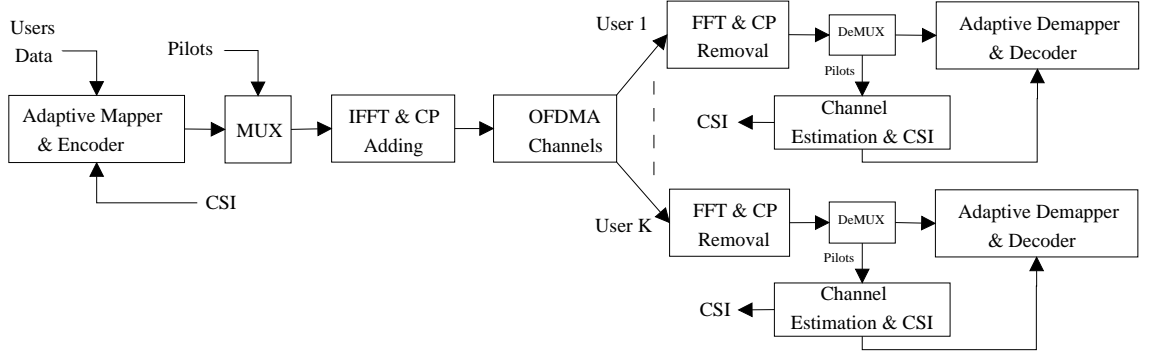 Users
Data
Pilots
Adaptive Mapper
& Encoder
CSI
MUX
IFFT & CP
Adding
OFDMA
Channels
User 1
FFT & CP
Removal
DeMUX
Pilots
Adaptive Demapper
& Decoder
CSI
Channel
Estimation & CSI
User K
FFT & CP
Removal
DeMUX
Pilots
Adaptive Demapper
& Decoder
CSI
Channel
Estimation & CSI